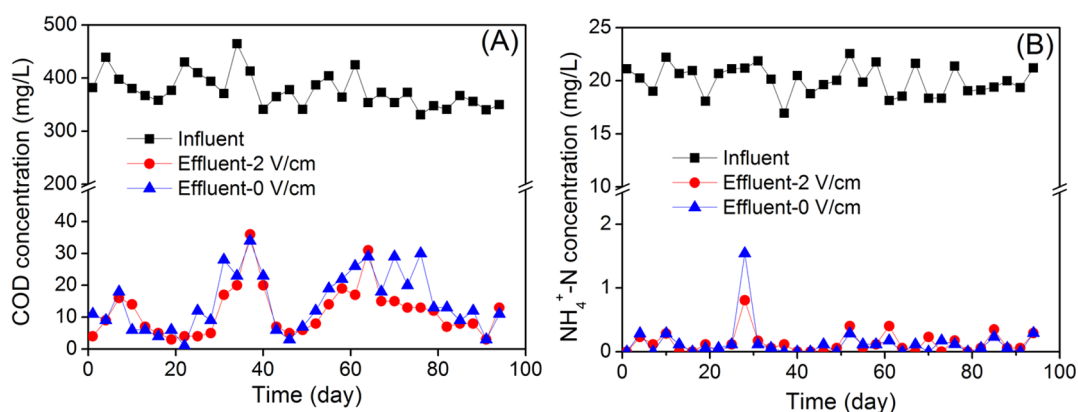 (A)
COD concentration (mg/L)
500
400
300
200
40
30
20
10
0
Influent
Effluent-2 V/cm
Effluent-0 V/cm
0 20 40 60 80 100
Time (day)
(B)
NH₄⁺-N concentration (mg/L)
25
20
15
10
2
1
0
Influent
Effluent-2 V/cm
Effluent-0 V/cm
0 20 40 60 80 100
Time (day)